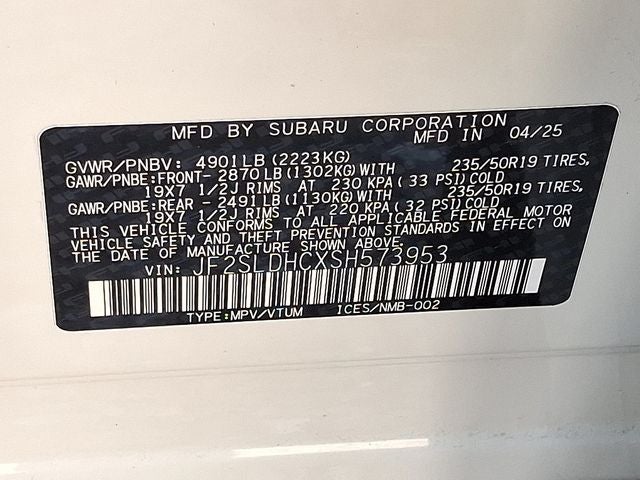 MFD BY SUBARU CORPORATION
MFD IN 04/25
GVWR/PNBV: 4901LB(2223KG)
GAWR/PNBE:FRONT- 2870LB(1302KG)WITH 235/50R19 TIRES,
19X7 1/2J RIMS AT 230 KPA(33 PSI)COLD
GAWR/PNBE:REAR - 2491LB(1130KG)WITH 235/50R19 TIRES,
19X7 1/2J RIMS AT 220 KPA(32 PSI)COLD
THIS VEHICLE CONFORMS TO ALL APPLICABLE FEDERAL MOTOR
VEHICLE SAFETY AND THEFT PREVENTION STANDARDS IN EFFECT ON
THE DATE OF MANUFACTURE SHOWN ABOVE.
VIN: JF2SLDHCXSH573953
TYPE:MPV/VTUM ICES/NMB-002